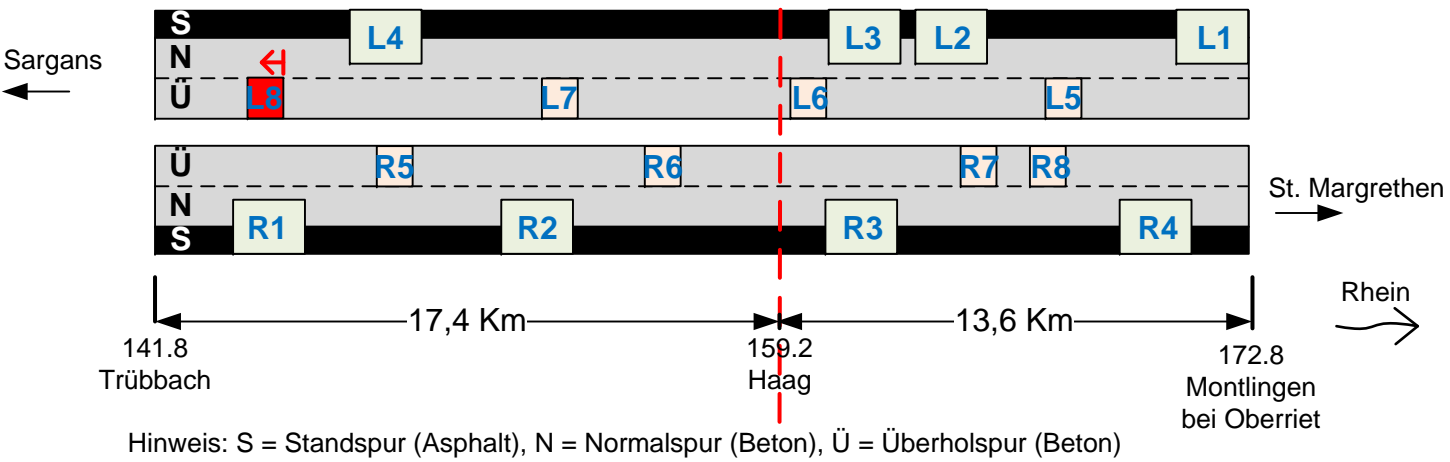 S
L4
L3
L2
L1
Sargans
N
Ü
L8
L7
L6
L5
Ü
R5
R6
R7
R8
St. Margrethen
N
R1
R2
R3
R4
S
Rhein
17,4 Km
13,6 Km
141.8
Trübbach
159.2
Haag
172.8
Montlingen
bei Oberriet
Hinweis: S = Standspur (Asphalt), N = Normalspur (Beton), Ü = Überholspur (Beton)